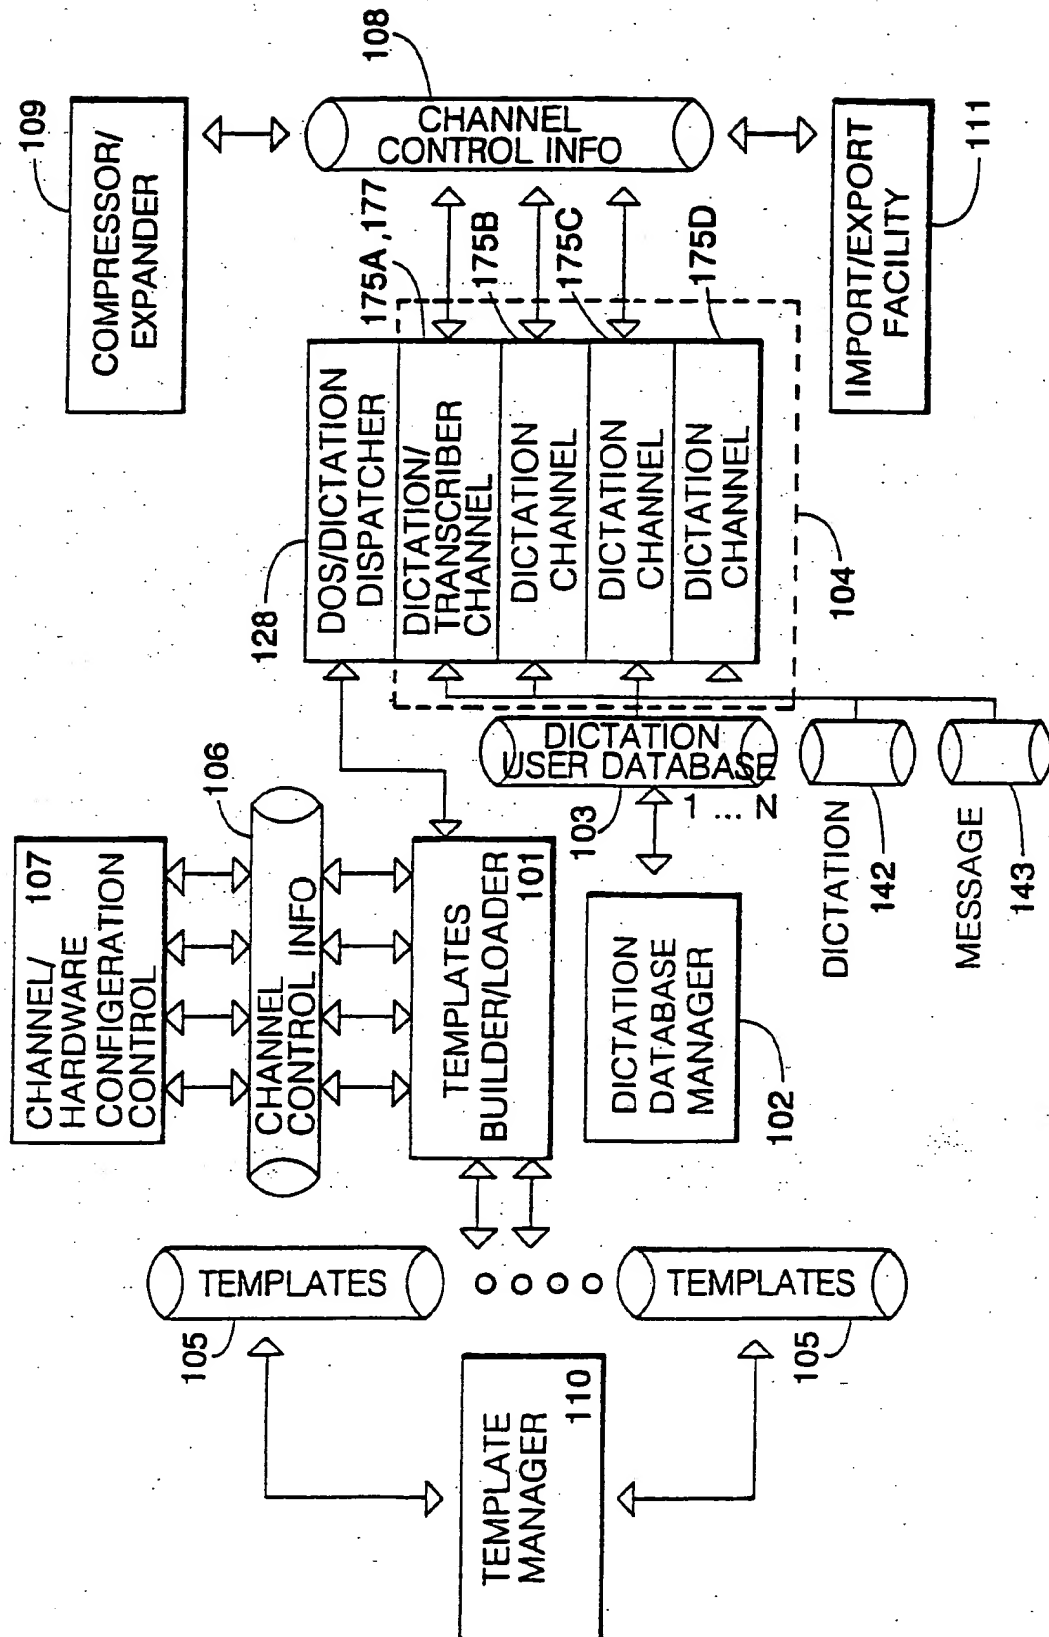 TEMPLATE
MANAGER
110
TEMPLATES
105
TEMPLATES
105
CHANNEL/ 107
HARDWARE
CONFIGERATION
CONTROL
106
CHANNEL
CONTROL INFO
TEMPLATES
BUILDER/LOADER 101
DICTATION
DATABASE
MANAGER
102
DICTATION
USER DATABASE
1 ... N
103
DICTATION
142
MESSAGE
143
128
DOS/DICTATION
DISPATCHER
DICTATION/
TRANSCRIBER
CHANNEL
DICTATION
CHANNEL
DICTATION
CHANNEL
DICTATION
CHANNEL
104
175A,177
175B
175C
175D
109
COMPRESSOR/
EXPANDER
108
CHANNEL
CONTROL INFO
IMPORT/EXPORT
FACILITY
111